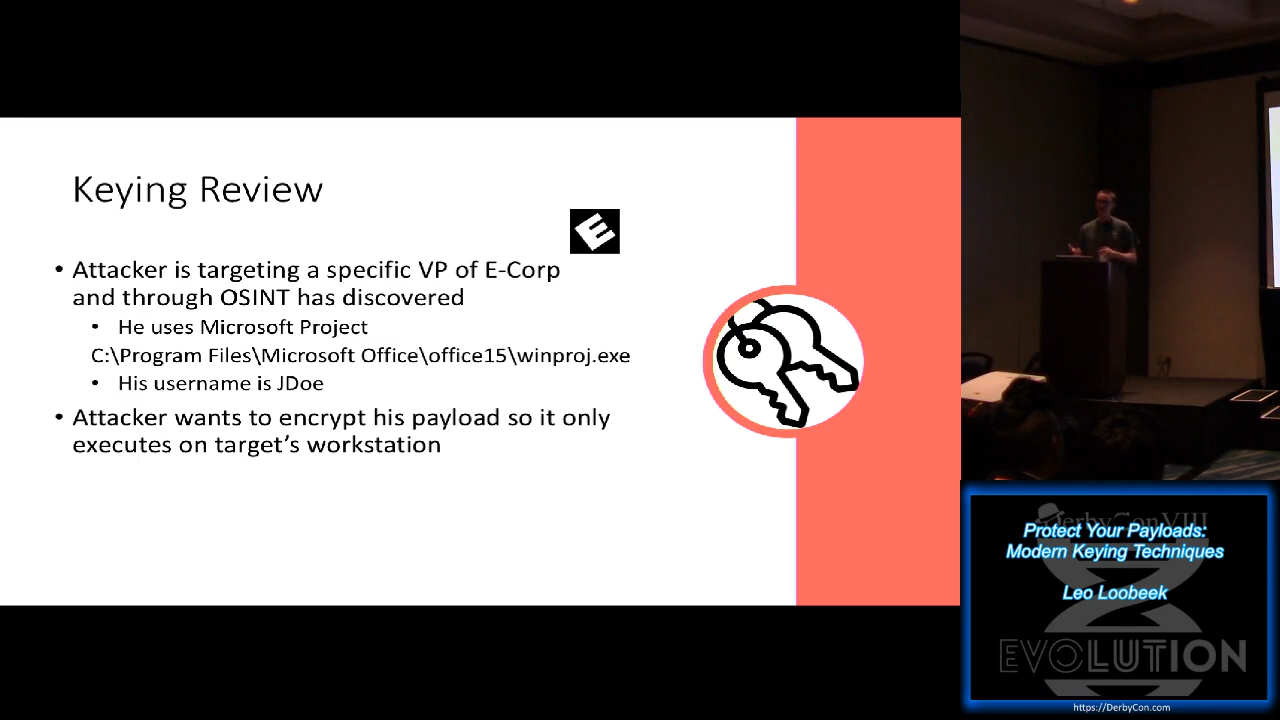 Keying Review
E
• Attacker is targeting a specific VP of E-Corp
and through OSINT has discovered
• He uses Microsoft Project
C:\Program Files\Microsoft Office\office15\winproj.exe
• His username is JDoe
• Attacker wants to encrypt his payload so it only
executes on target's workstation
DerbyCon VIII
Protect Your Payloads:
Modern Keying Techniques
Leo Loobeek
EVOLUTION
https://DerbyCon.com